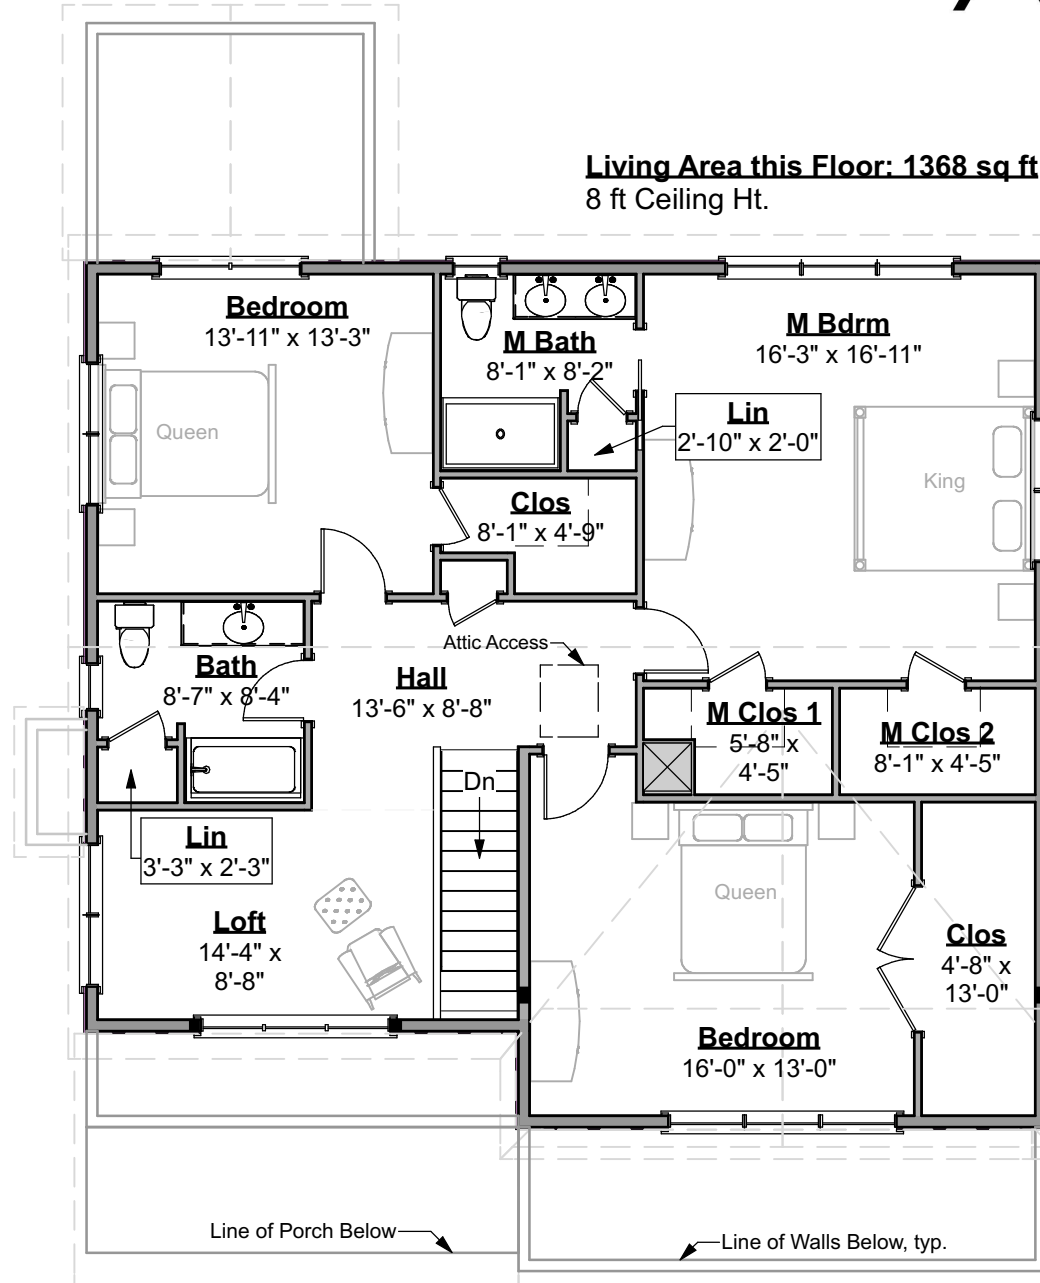 Living Area this Floor: 1368 sq ft
8 ft Ceiling Ht.
Bedroom
13'-11" x 13'-3"
M Bath
8'-1" x 8'-2"
M Bdrm
16'-3" x 16'-11"
Lin
2'-10" x 2'-0"
Queen
King
Clos
8'-1" x 4'-9"
Attic Access
Bath
8'-7" x 8'-4"
Hall
13'-6" x 8'-8"
M Clos 1
5'-8" x
4'-5"
M Clos 2
8'-1" x 4'-5"
Dn
Lin
3'-3" x 2'-3"
Queen
Loft
14'-4" x
8'-8"
Clos
4'-8" x
13'-0"
Bedroom
16'-0" x 13'-0"
Line of Porch Below
Line of Walls Below, typ.